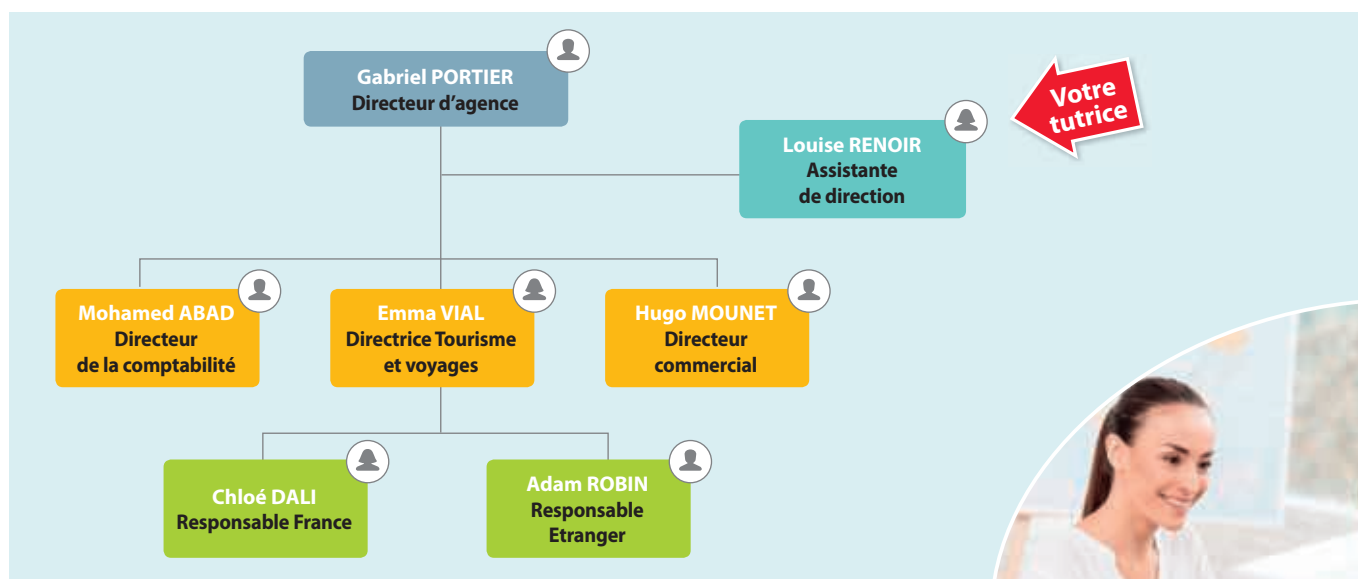 Gabriel PORTIER
Directeur d’agence
Votre
tutrice
Louise RENOIR
Assistante
de direction
Mohamed ABAD
Directeur
de la comptabilité
Emma VIAL
Directrice Tourisme
et voyages
Hugo MOUNET
Directeur
commercial
Chloé DALI
Responsable France
Adam ROBIN
Responsable
Etranger